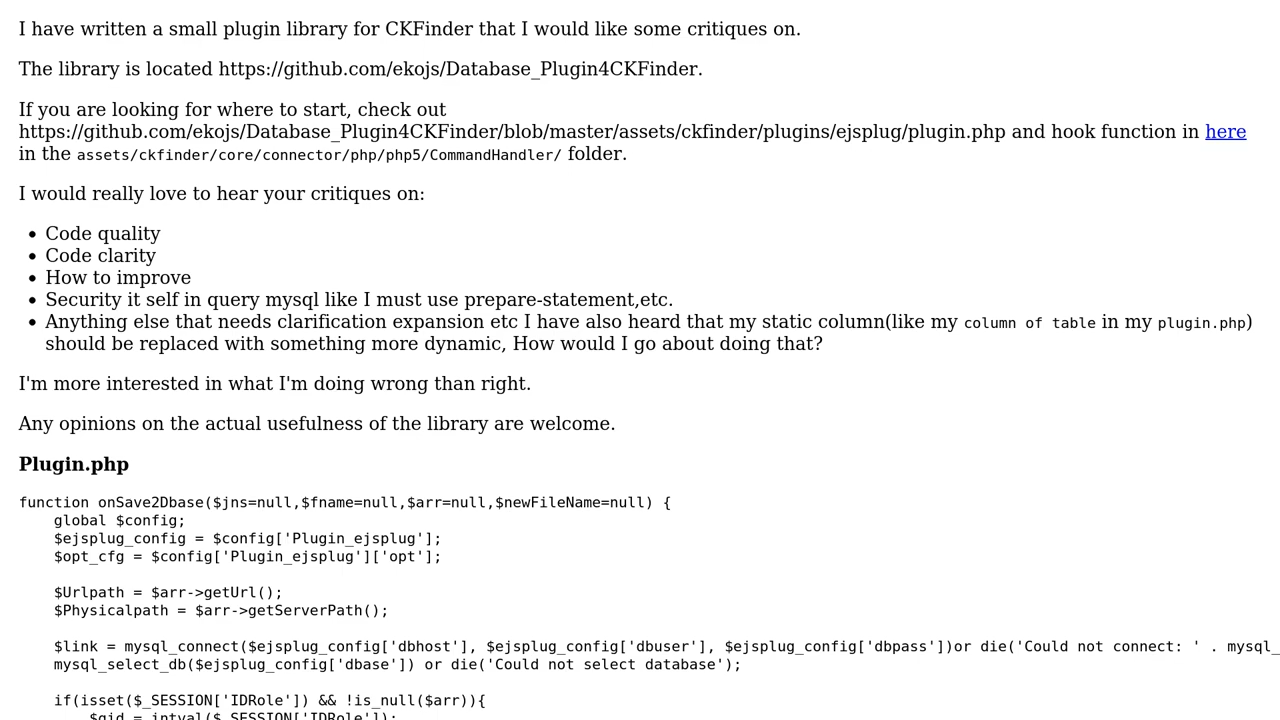 I have written a small plugin library for CKFinder that I would like some critiques on.
The library is located https://github.com/ekojs/Database_Plugin4CKFinder.
If you are looking for where to start, check out
https://github.com/ekojs/Database_Plugin4CKFinder/blob/master/assets/ckfinder/plugins/ejsplug/plugin.php and hook function in here
in the assets/ckfinder/core/connector/php/php5/CommandHandler/ folder.
I would really love to hear your critiques on:
• Code quality
• Code clarity
• How to improve
• Security it self in query mysql like I must use prepare-statement,etc.
• Anything else that needs clarification expansion etc I have also heard that my static column(like my column of table in my plugin.php)
should be replaced with something more dynamic, How would I go about doing that?
I'm more interested in what I'm doing wrong than right.
Any opinions on the actual usefulness of the library are welcome.
Plugin.php
function onSave2Dbase($jns=null,$fname=null,$arr=null,$newFileName=null) {
    global $config;
    $ejsplug_config = $config['Plugin_ejsplug'];
    $opt_cfg = $config['Plugin_ejsplug']['opt'];
    $Urlpath = $arr->getUrl();
    $Physicalpath = $arr->getServerPath();
    $link = mysql_connect($ejsplug_config['dbhost'], $ejsplug_config['dbuser'], $ejsplug_config['dbpass'])or die('Could not connect: ' . mysql_
    mysql_select_db($ejsplug_config['dbase']) or die('Could not select database');
    if(isset($_SESSION['IDRole']) && !is_null($arr)){
        $gid = intval($_SESSION['IDRole']);